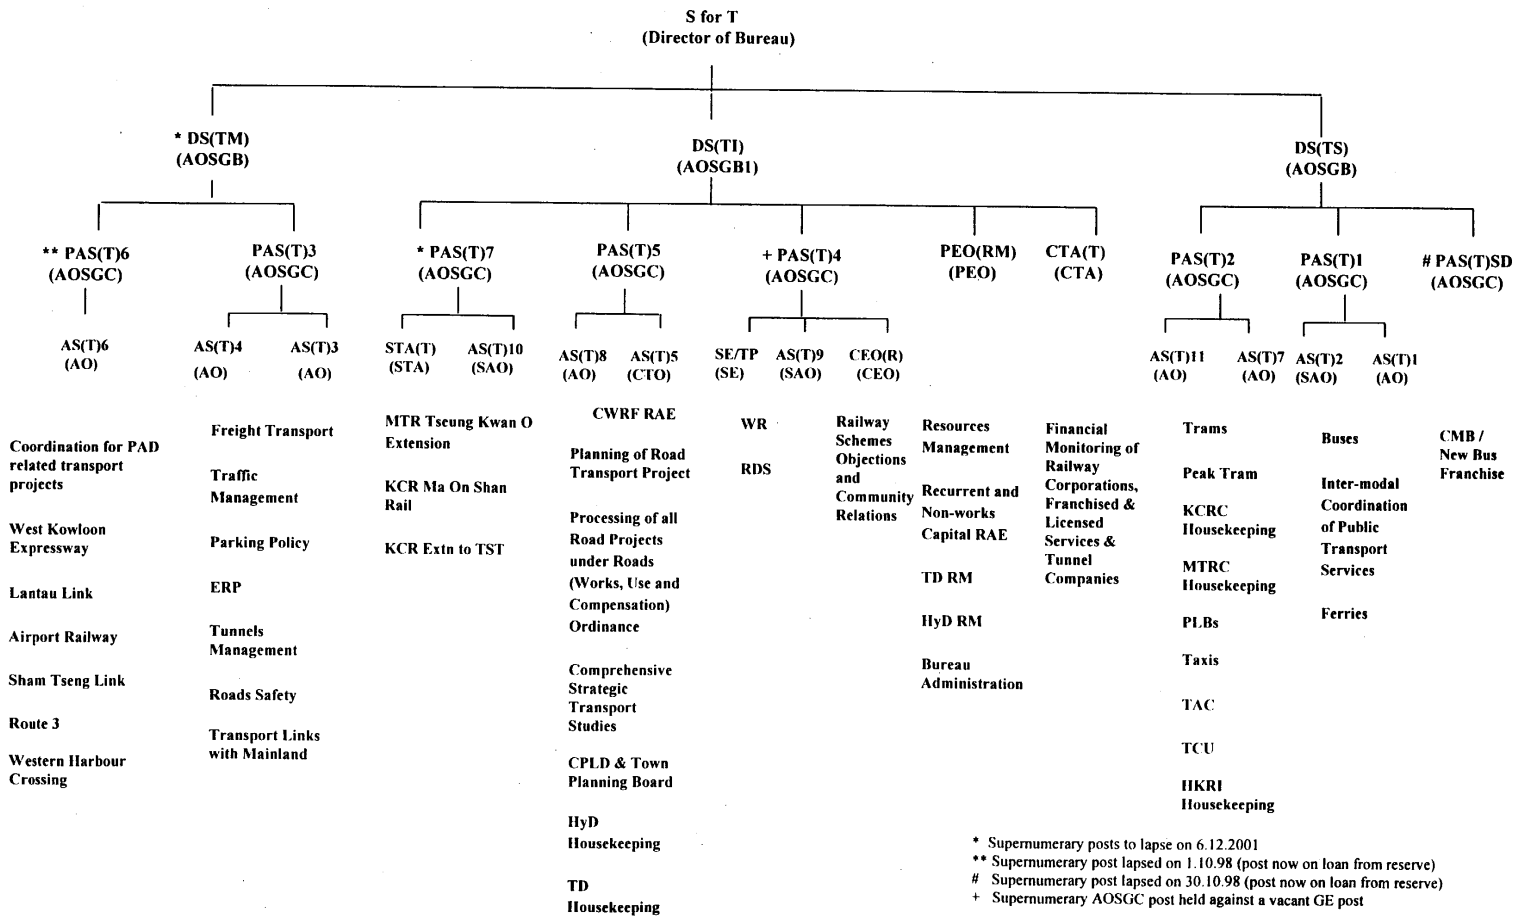 S for T
(Director of Bureau)
* DS(TM)
(AOSGB)
DS(TI)
(AOSGB1)
DS(TS)
(AOSGB)
** PAS(T)6
(AOSGC)
PAS(T)3
(AOSGC)
* PAS(T)7
(AOSGC)
PAS(T)5
(AOSGC)
+ PAS(T)4
(AOSGC)
PEO(RM)
(PEO)
CTA(T)
(CTA)
PAS(T)2
(AOSGC)
PAS(T)1
(AOSGC)
# PAS(T)SD
(AOSGC)
AS(T)6
(AO)
AS(T)4
(AO)
AS(T)3
(AO)
STA(T)
(STA)
AS(T)10
(SAO)
AS(T)8
(AO)
AS(T)5
(CTO)
SE/TP
(SE)
AS(T)9
(SAO)
CEO(R)
(CEO)
AS(T)11
(AO)
AS(T)7
(AO)
AS(T)2
(SAO)
AS(T)1
(AO)
Coordination for PAD
related transport
projects
West Kowloon
Expressway
Lantau Link
Airport Railway
Sham Tseng Link
Route 3
Western Harbour
Crossing
Freight Transport
Traffic
Management
Parking Policy
ERP
Tunnels
Management
Roads Safety
Transport Links
with Mainland
MTR Tseung Kwan O
Extension
KCR Ma On Shan
Rail
KCR Extn to TST
CWRF RAE
Planning of Road
Transport Project
Processing of all
Road Projects
under Roads
(Works, Use and
Compensation)
Ordinance
Comprehensive
Strategic
Transport
Studies
CPLD & Town
Planning Board
HyD
Housekeeping
TD
Housekeeping
WR
RDS
Railway
Schemes
Objections
and
Community
Relations
Resources
Management
Recurrent and
Non-works
Capital RAE
TD RM
HyD RM
Bureau
Administration
Financial
Monitoring of
Railway
Corporations,
Franchised &
Licensed
Services &
Tunnel
Companies
Trams
Peak Tram
KCRC
Housekeeping
MTRC
Housekeeping
PLBs
Taxis
TAC
TCU
HKRI
Housekeeping
Buses
Inter-modal
Coordination
of Public
Transport
Services
Ferries
CMB /
New Bus
Franchise
* Supernumerary posts to lapse on 6.12.2001
** Supernumerary post lapsed on 1.10.98 (post now on loan from reserve)
# Supernumerary post lapsed on 30.10.98 (post now on loan from reserve)
+ Supernumerary AOSGC post held against a vacant GE post